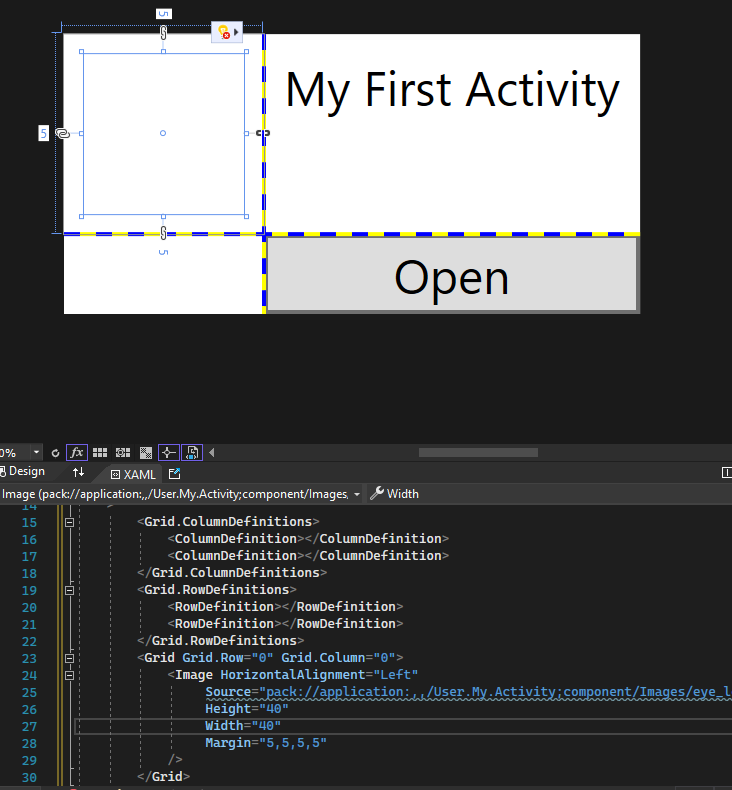 5
My First Activity
5
5
Open
0%
fx
Design
XAML
Image (pack://application:,,/User.My.Activity;component/Images,
Width
14
15 <Grid.ColumnDefinitions>
16 <ColumnDefinition></ColumnDefinition>
17 <ColumnDefinition></ColumnDefinition>
18 </Grid.ColumnDefinitions>
19 <Grid.RowDefinitions>
20 <RowDefinition></RowDefinition>
21 <RowDefinition></RowDefinition>
22 </Grid.RowDefinitions>
23 <Grid Grid.Row="0" Grid.Column="0">
24 <Image HorizontalAlignment="Left"
25 Source="pack://application:,,/User.My.Activity;component/Images/eye_l
26 Height="40"
27 Width="40"
28 Margin="5,5,5,5"
29 />
30 </Grid>